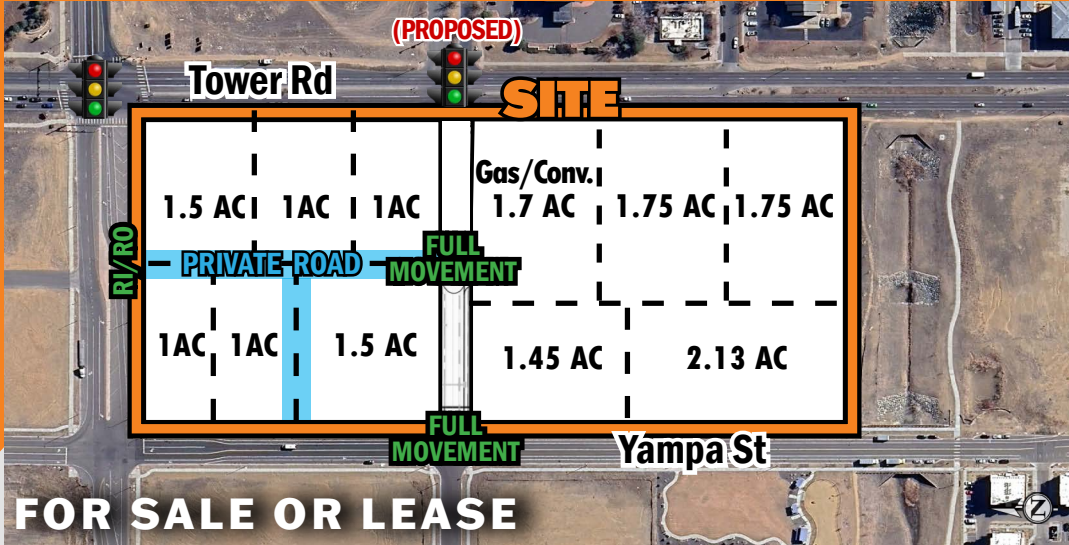 (PROPOSED)
Tower Rd
SITE
Gas/Conv.
1.5 AC
1AC
1AC
1.7 AC
1.75 AC
1.75 AC
RI/RO
PRIVATE ROAD
FULL
MOVEMENT
1AC
1AC
1.5 AC
1.45 AC
2.13 AC
FULL
MOVEMENT
Yampa St
FOR SALE OR LEASE
Z